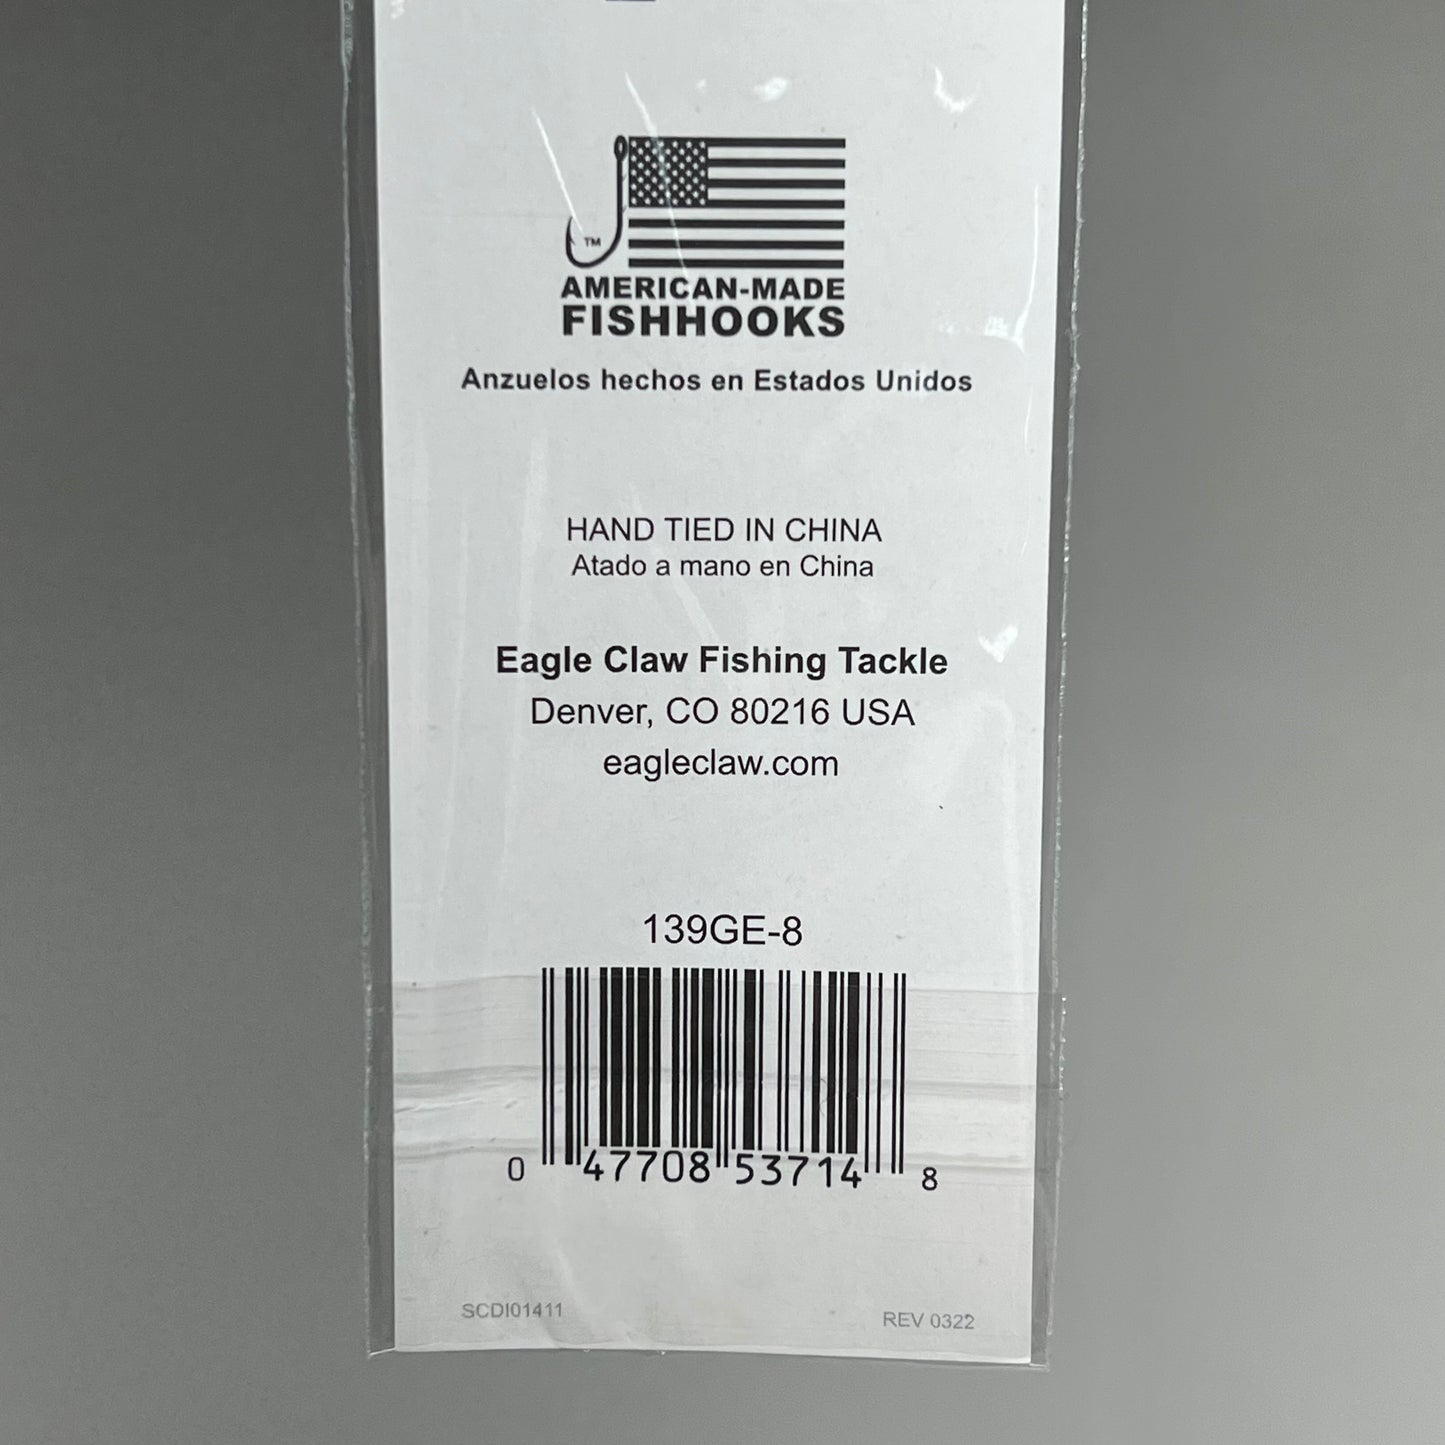 TM
AMERICAN-MADE
FISHHOOKS
Anzuelos hechos en Estados Unidos
HAND TIED IN CHINA
Atado a mano en China
Eagle Claw Fishing Tackle
Denver, CO 80216 USA
eagleclaw.com
139GE-8
0 47708 53714 8
SCDI01411
REV 0322